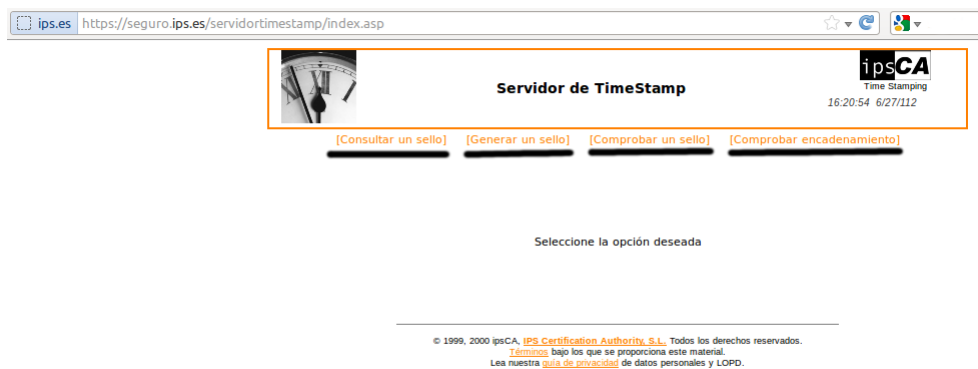 ips.es https://seguro.ips.es/servidortimestamp/index.asp
ipsCA
Servidor de TimeStamp
Time Stamping
16:20:54 6/27/112
[Consultar un sello] [Generar un sello] [Comprobar un sello] [Comprobar encadenamiento]
Seleccione la opción deseada
© 1999, 2000 ipsCA, IPS Certification Authority, S.L. Todos los derechos reservados.
Términos bajo los que se proporciona este material.
Lea nuestra guía de privacidad de datos personales y LOPD.